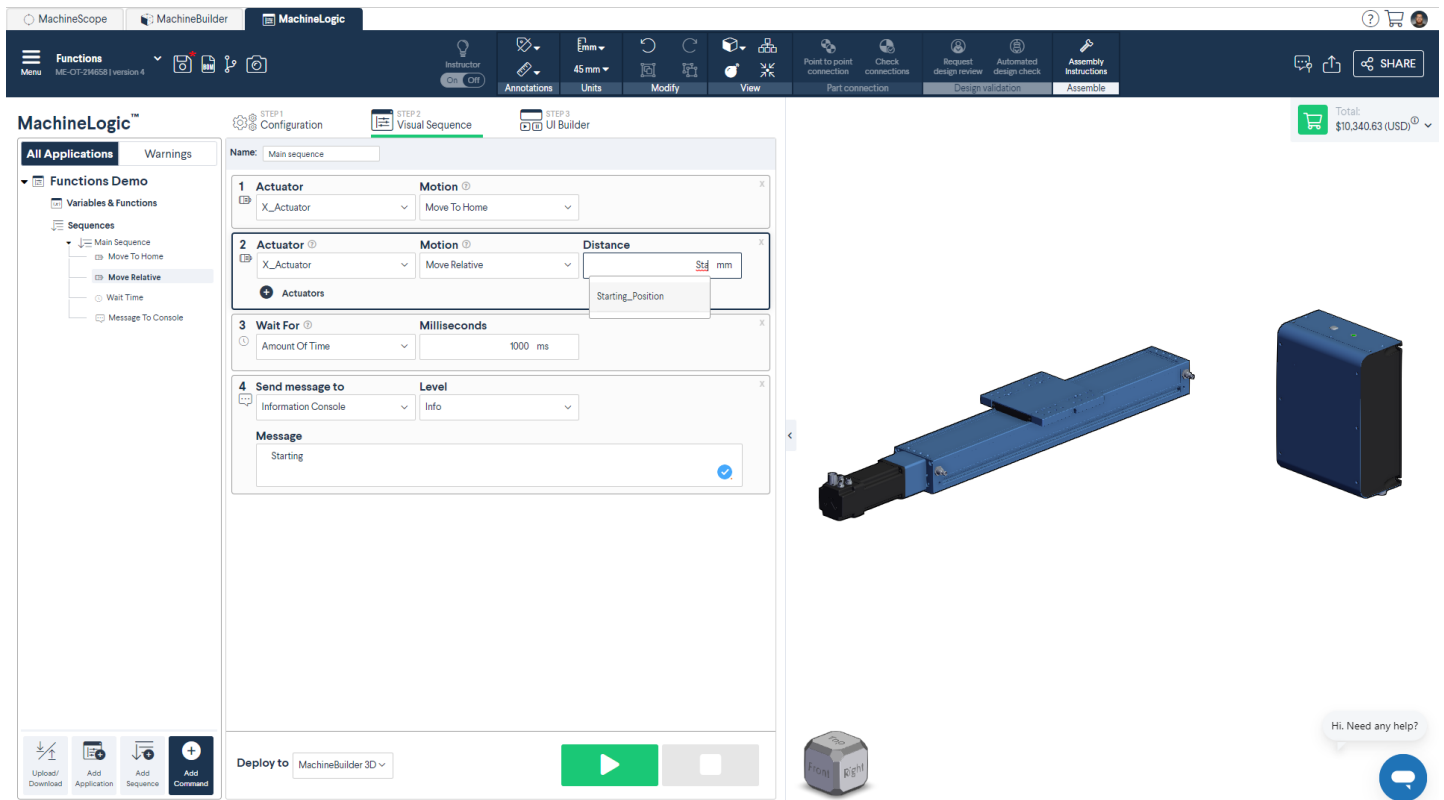 MachineScope
MachineBuilder
MachineLogic
?
Menu
Functions
ME-OT-214658 | version 4
BOM
Instructor
On Off
mm
45 mm
Annotations
Units
Modify
View
Point to point connection
Check connections
Part connection
Request design review
Automated design check
Design validation
Assembly Instructions
Assemble
SHARE
MachineLogic™
STEP 1
Configuration
STEP 2
Visual Sequence
STEP 3
UI Builder
Total:
$10,340.63 (USD)
All Applications
Warnings
Functions Demo
Variables & Functions
Sequences
Main Sequence
Move To Home
Move Relative
Wait Time
Message To Console
Name: Main sequence
1 Actuator Motion ? x
X_Actuator Move To Home
2 Actuator ? Motion ? Distance x
X_Actuator Move Relative Sta mm
Actuators
Starting_Position
3 Wait For ? Milliseconds x
Amount Of Time 1000 ms
4 Send message to Level x
Information Console Info
Message
Starting
Upload/ Download
Add Application
Add Sequence
Add Command
Deploy to MachineBuilder 3D
Top
Front
Right
Hi. Need any help?